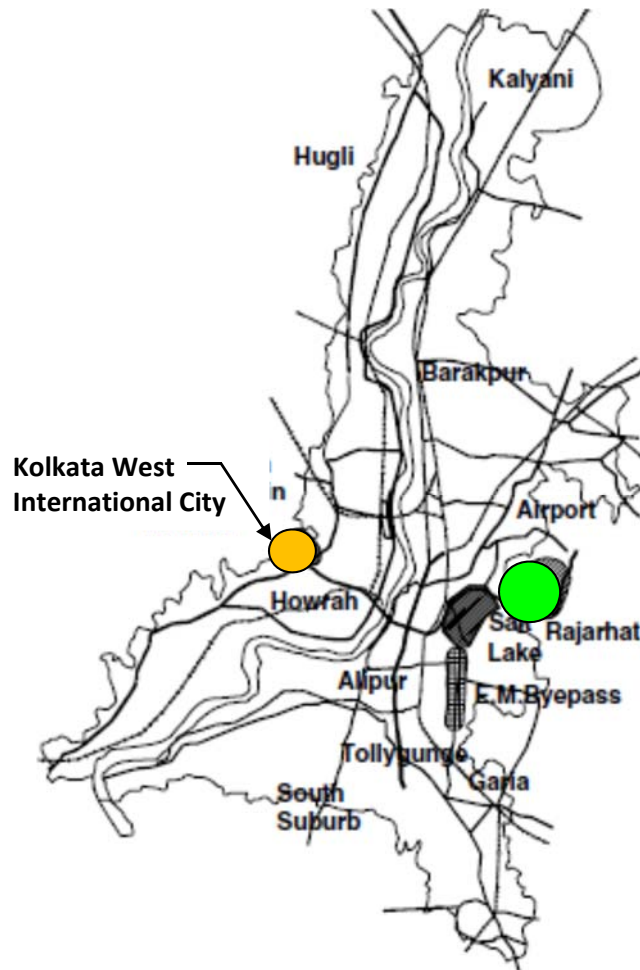 Kalyani
Hugli
Barakpur
Kolkata West
International City
Airport
Howrah
Salt
Lake
Rajarhat
Alipur
E.M.Byepass
Tollygunge
Garia
South
Suburb